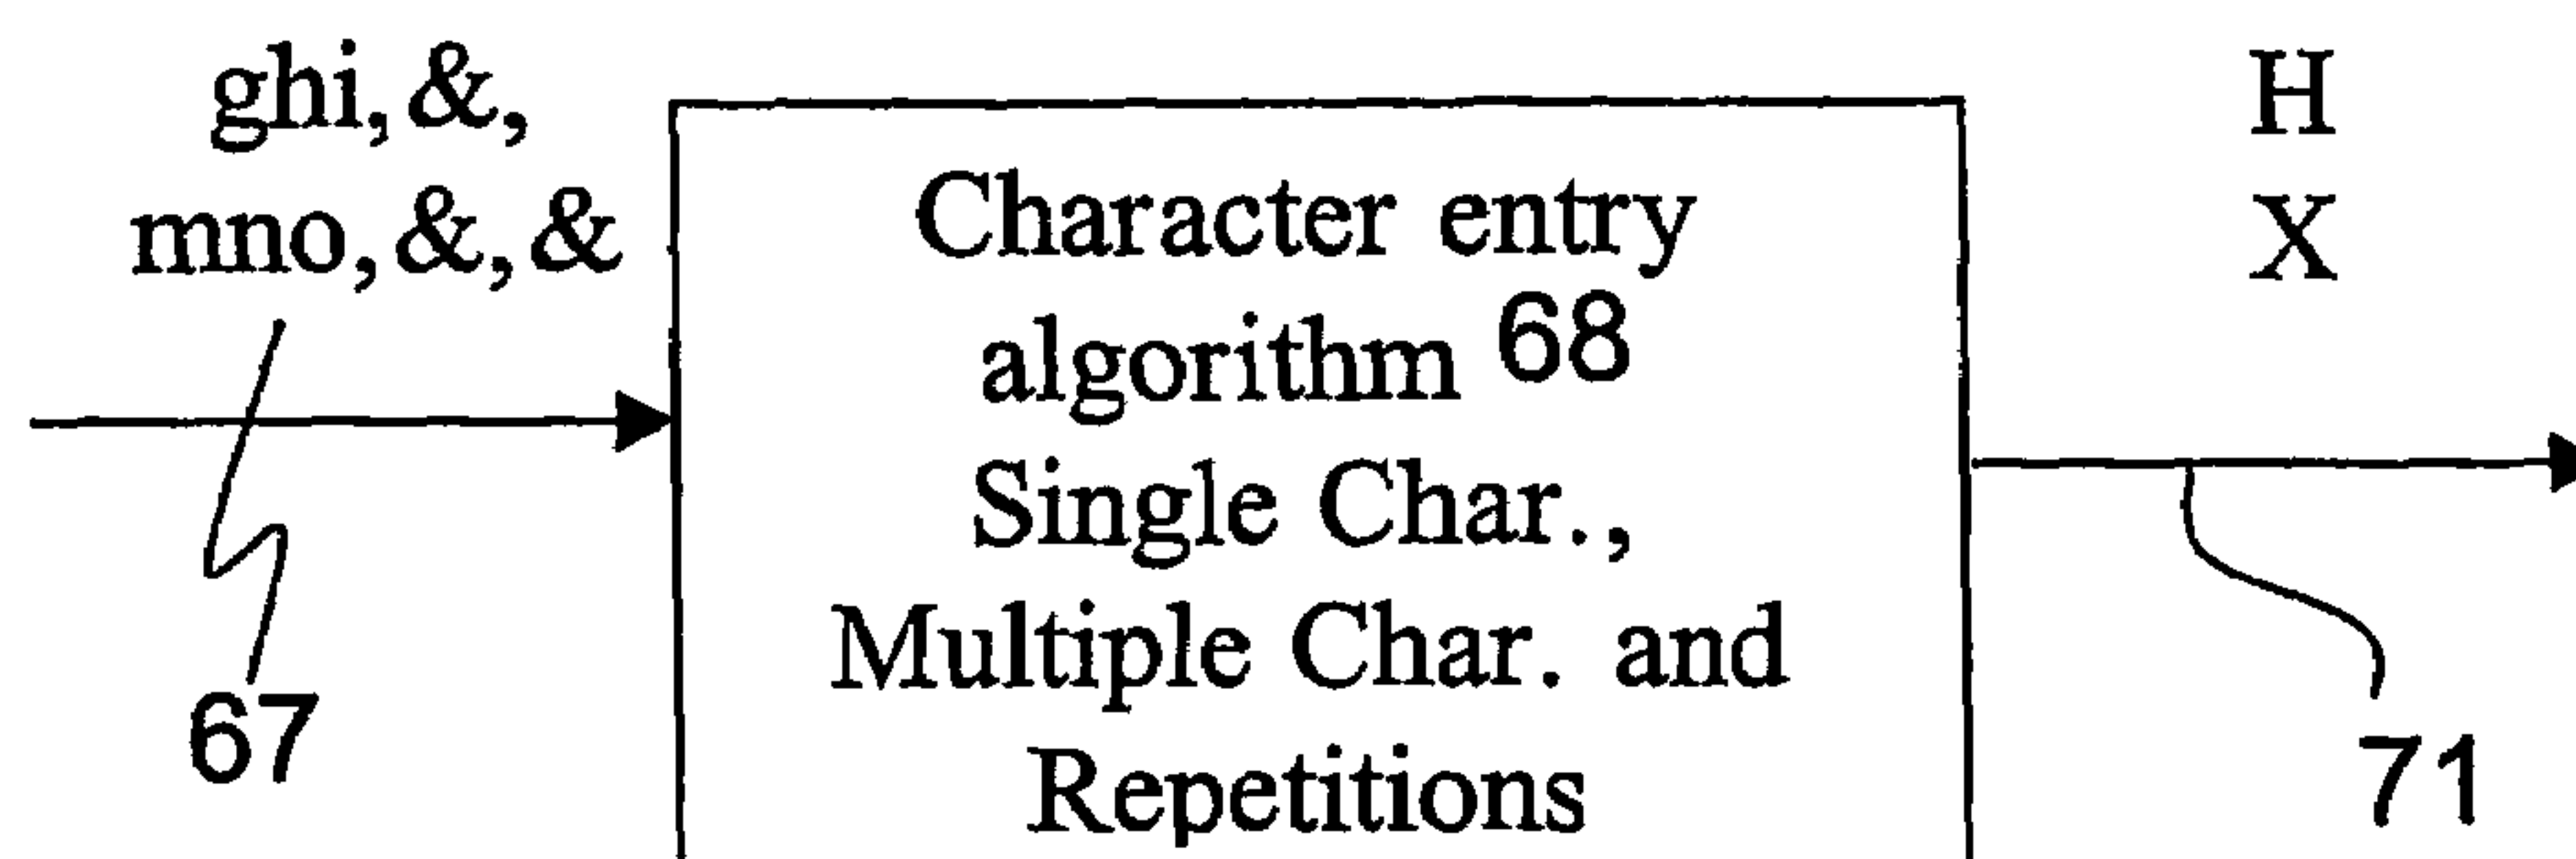 ghi,&,
mno,&,&
67
Character entry
algorithm 68
Single Char.,
Multiple Char. and
Repetitions
H
X
71